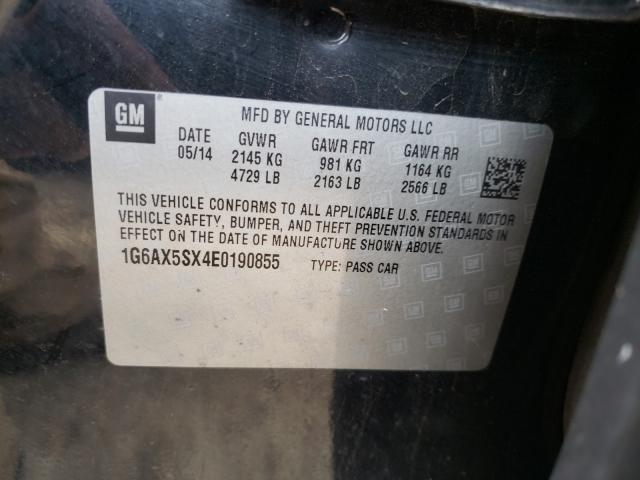 GM
MFD BY GENERAL MOTORS LLC
DATE GVWR GAWR FRT GAWR RR
05/14 2145 KG 981 KG 1164 KG
4729 LB 2163 LB 2566 LB
THIS VEHICLE CONFORMS TO ALL APPLICABLE U.S. FEDERAL MOTOR
VEHICLE SAFETY, BUMPER, AND THEFT PREVENTION STANDARDS IN
EFFECT ON THE DATE OF MANUFACTURE SHOWN ABOVE.
1G6AX5SX4E0190855 TYPE: PASS CAR